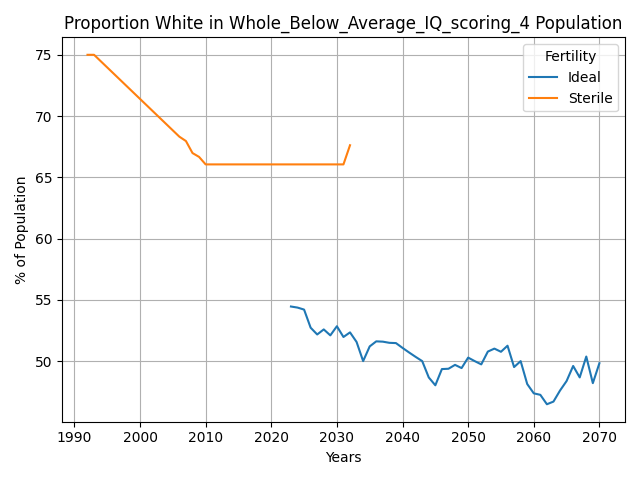 Proportion White in Whole_Below_Average_IQ_scoring_4 Population
Fertility
Ideal
Sterile
% of Population
75
70
65
60
55
50
1990
2000
2010
2020
2030
2040
2050
2060
2070
Years